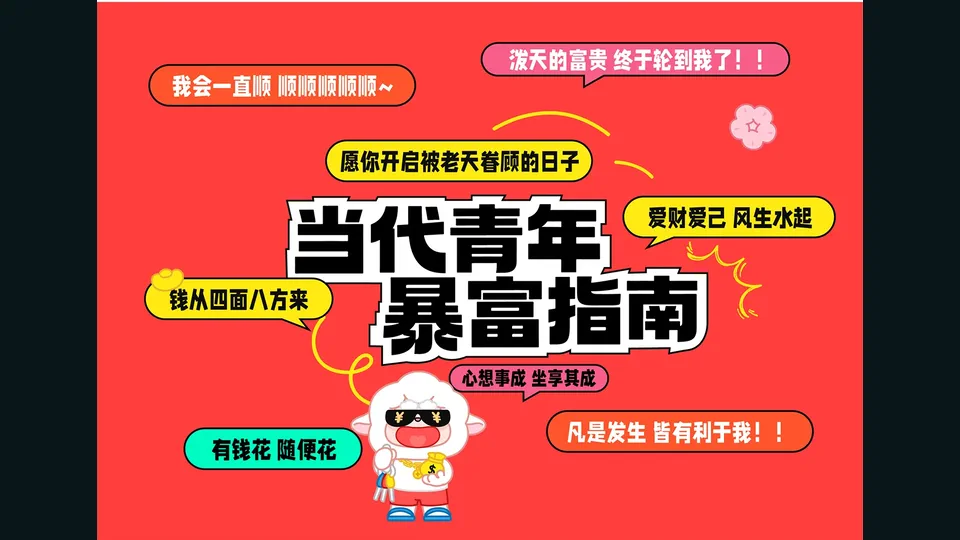 泼天的富贵 终于轮到我了！！
我会一直顺 顺顺顺顺顺~
愿你开启被老天眷顾的日子
爱财爱己 风生水起
当代青年
暴富指南
钱从四面八方来
心想事成 坐享其成
凡是发生 皆有利于我！！
有钱花 随便花
¥ ¥
$